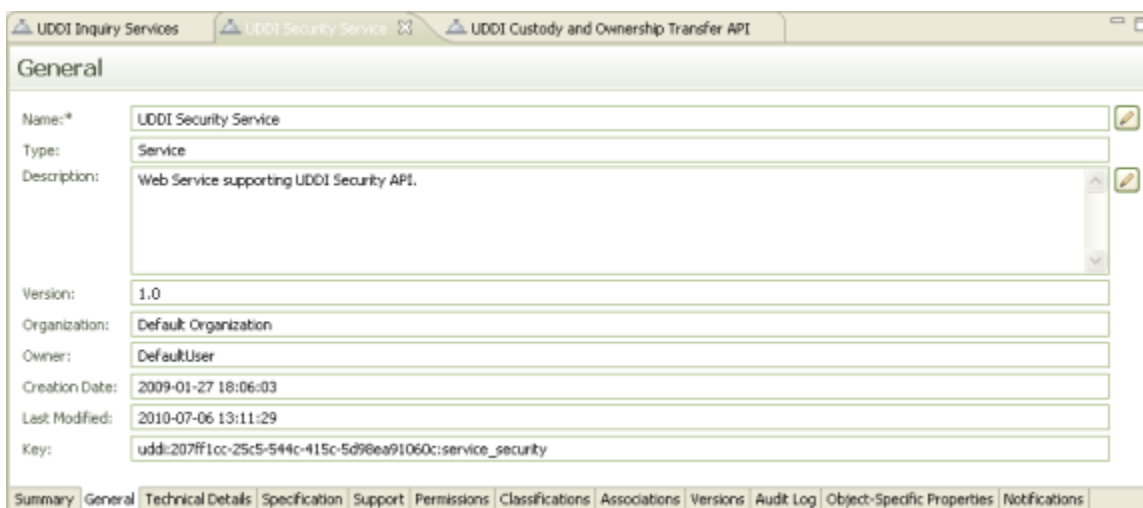 UDDI Inquiry Services UDDI Security Service UDDI Custody and Ownership Transfer API
General
Name:* UDDI Security Service
Type: Service
Description: Web Service supporting UDDI Security API.
Version: 1.0
Organization: Default Organization
Owner: DefaultUser
Creation Date: 2009-01-27 18:06:03
Last Modified: 2010-07-06 13:11:29
Key: uddi:207ff1cc-25c5-544c-415c-5d98ea91060c:service_security
Summary General Technical Details Specification Support Permissions Classifications Associations Versions Audit Log Object-Specific Properties Notifications